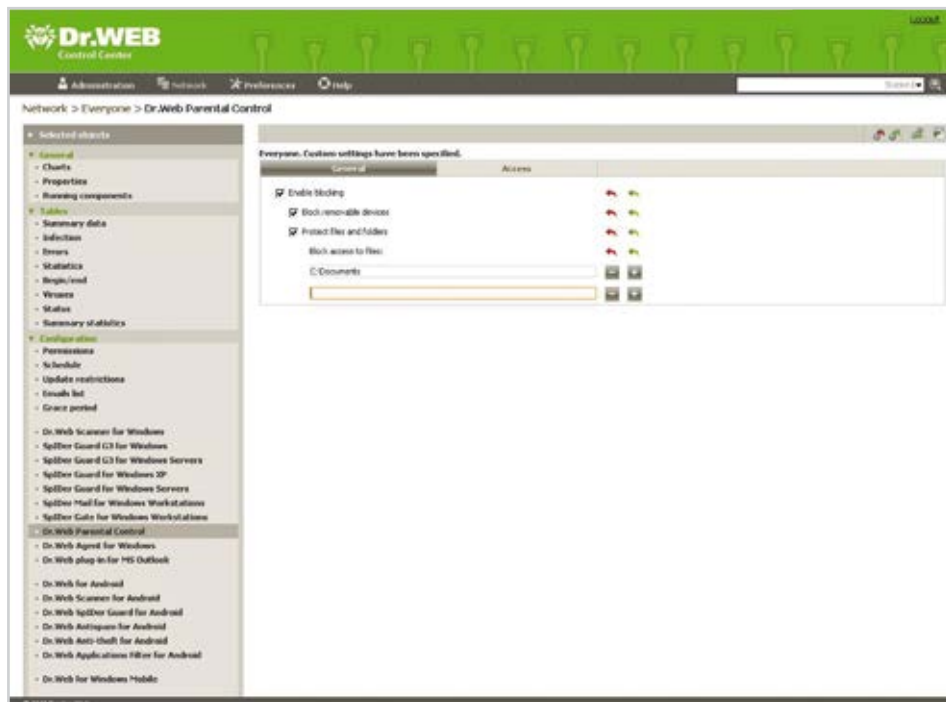 Logout
Dr.WEB
Control Center
Administration Network Preferences Help
Network > Everyone > Dr.Web Parental Control
Selected objects
Everyone. Custom settings have been specified.
General Access
General
- Charts
- Properties
- Running components
Tables
- Summary data
- Infection
- Errors
- Statistics
- Begin/end
- Viruses
- Status
- Summary statistics
Configuration
- Permissions
- Schedule
- Update restrictions
- Emails list
- Grace period
- Dr.Web Scanner for Windows
- SpIDer Guard G3 for Windows
- SpIDer Guard G3 for Windows Servers
- SpIDer Guard for Windows XP
- SpIDer Guard for Windows Servers
- SpIDer Mail for Windows Workstations
- SpIDer Gate for Windows Workstations
Dr.Web Parental Control
- Dr.Web Agent for Windows
- Dr.Web plug-in for MS Outlook
- Dr.Web for Android
- Dr.Web Scanner for Android
- Dr.Web SpIDer Guard for Android
- Dr.Web Antispam for Android
- Dr.Web Anti-theft for Android
- Dr.Web Applications Filter for Android
- Dr.Web for Windows Mobile
Enable blocking
Block removable devices
Protect files and folders
Block access to files:
C:\Documents